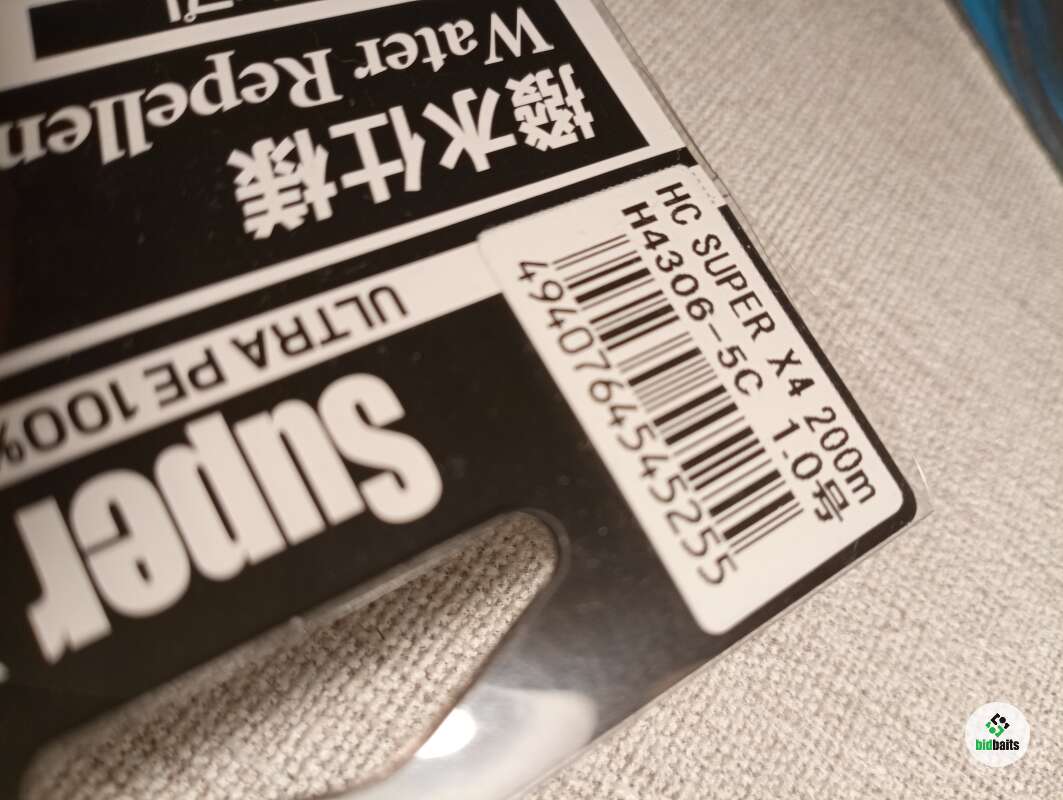 HC SUPER X4 200m
H4306-5C 1.0号
4940764545255
Super
ULTRA PE 100%
撥水仕様
Water Repellen
bidbaits